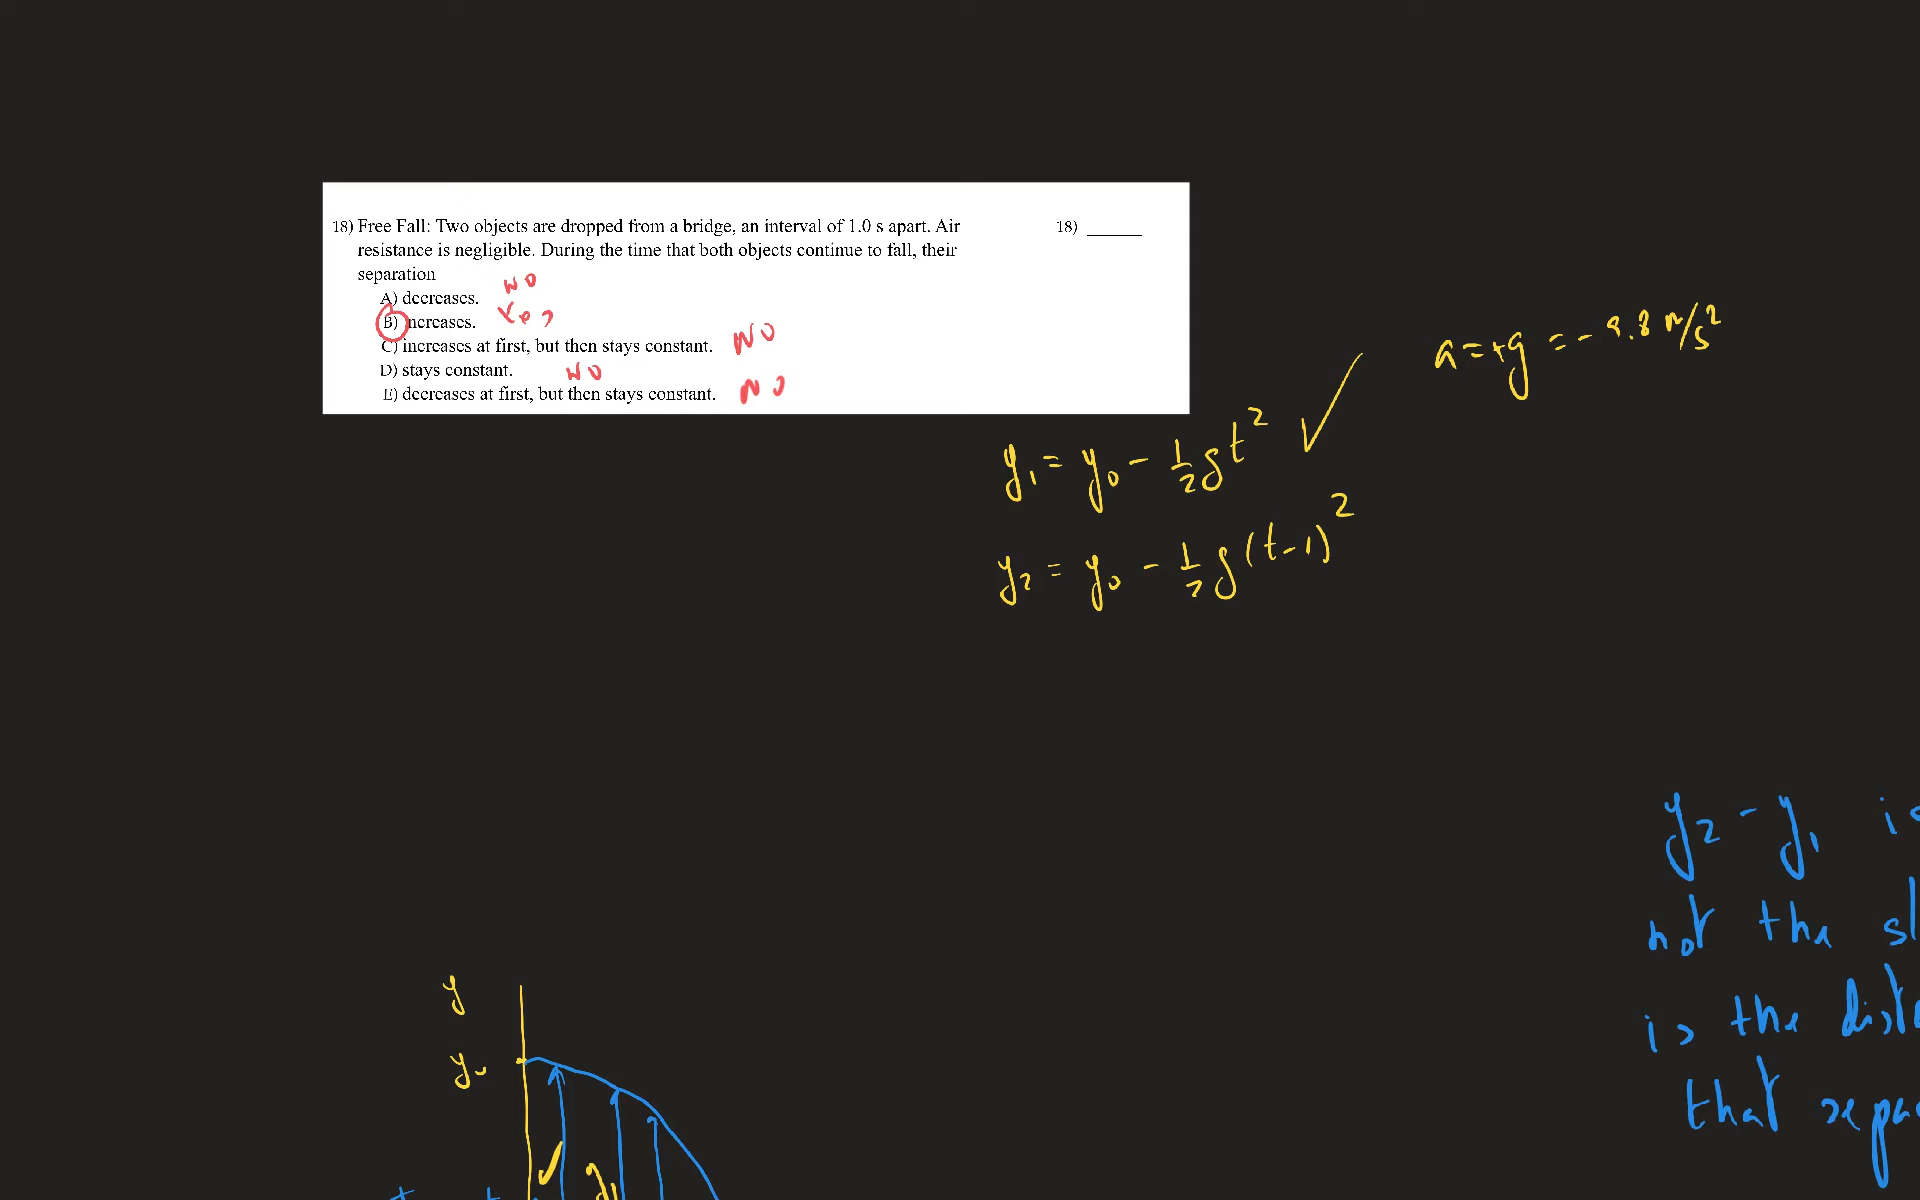 18) Free Fall: Two objects are dropped from a bridge, an interval of 1.0 s apart. Air
resistance is negligible. During the time that both objects continue to fall, their
separation
18) ______
A) decreases. NO
B) increases. Yes
C) increases at first, but then stays constant. NO
D) stays constant. NO
E) decreases at first, but then stays constant. NO
a = +g = -9.8 m/s²
y₁ = y₀ - ½gt² ✓
y₂ = y₀ - ½g(t-1)²
y₂ - y₁ is
not the sl
is the dist
that sepa
y
y₀
y₁